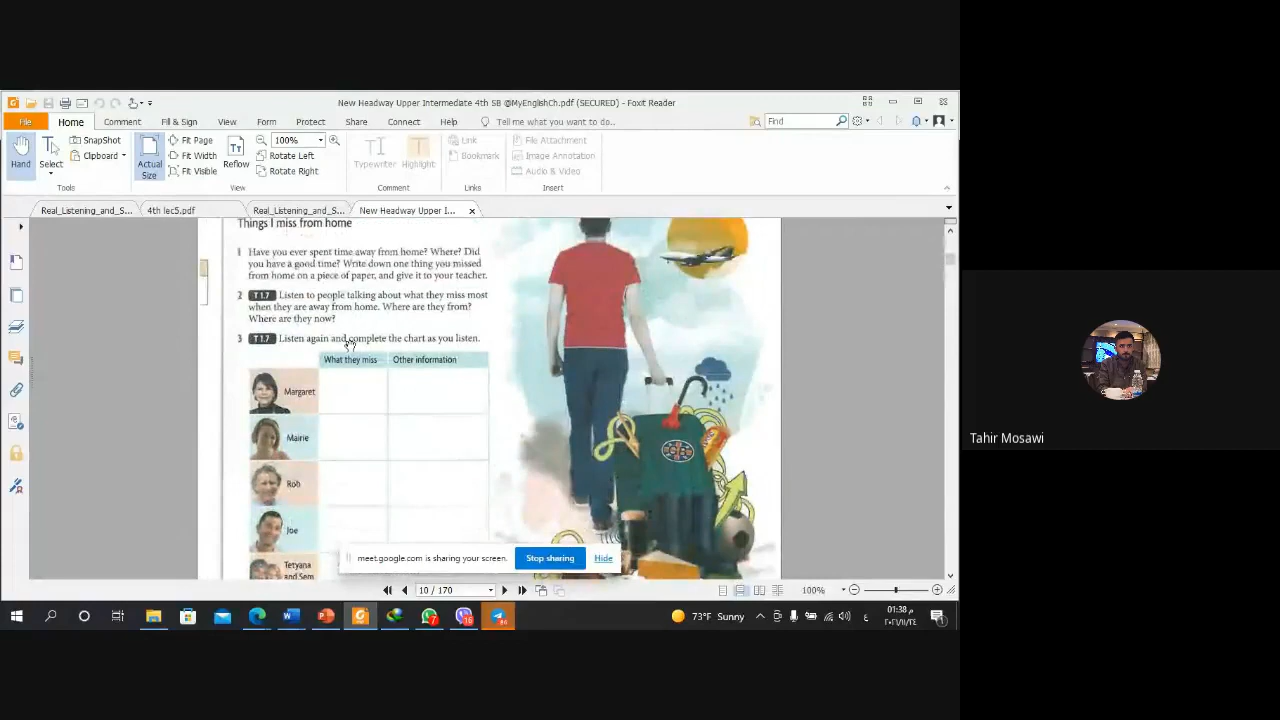 New Headway Upper Intermediate 4th SB @MyEnglishCh.pdf (SECURED) - Foxit Reader
File
Home
Comment
Fill & Sign
View
Form
Protect
Share
Connect
Help
Tell me what you want to do..
Find
Hand
Select
SnapShot
Clipboard
Actual Size
Fit Page
Fit Width
Fit Visible
Reflow
100%
Rotate Left
Rotate Right
Typewriter
Highlight
Link
Bookmark
File Attachment
Image Annotation
Audio & Video
Tools
View
Comment
Links
Insert
Real_Listening_and_S...
4th lec5.pdf
Real_Listening_and_S...
New Headway Upper I...
Things I miss from home
1 Have you ever spent time away from home? Where? Did
you have a good time? Write down one thing you missed
from home on a piece of paper, and give it to your teacher.
2 T 1.7 Listen to people talking about what they miss most
when they are away from home. Where are they from?
Where are they now?
3 T 1.7 Listen again and complete the chart as you listen.
What they miss
Other information
Margaret
Mairie
Rob
Joe
Tetyana
and Sem
meet.google.com is sharing your screen.
Stop sharing
Hide
10 / 170
100%
73°F Sunny
ع
01:38 م
٢٠٢١/١١/٢٤
Tahir Mosawi